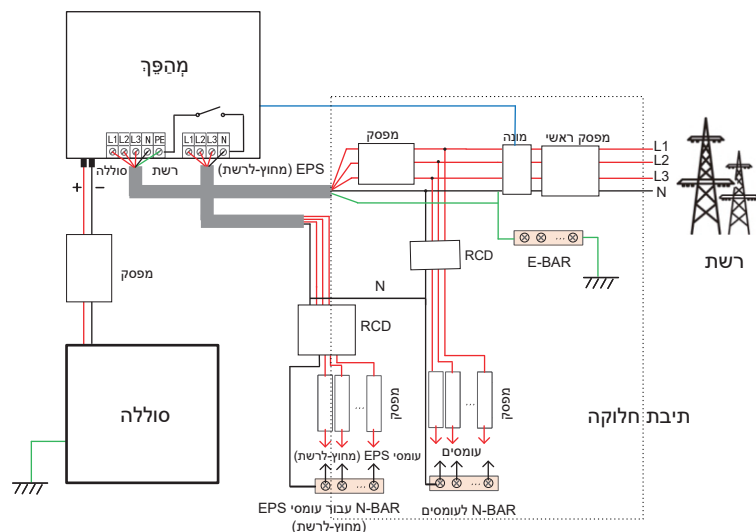 מְהַפֵּךְ
L1 L2 L3 N PE
L1 L2 L3 N
סוללה
רשת
EPS (מחוץ-לרשת)
+
−
מפסק
מונה
מפסק ראשי
L1
L2
L3
N
רשת
מפסק
RCD
E-BAR
...
N
RCD
סוללה
...
מפסק
...
מפסק
תיבת חלוקה
עומסי EPS (מחוץ-לרשת)
עומסים
...
...
N-BAR עבור עומסי EPS
(מחוץ-לרשת)
N-BAR לעומסים